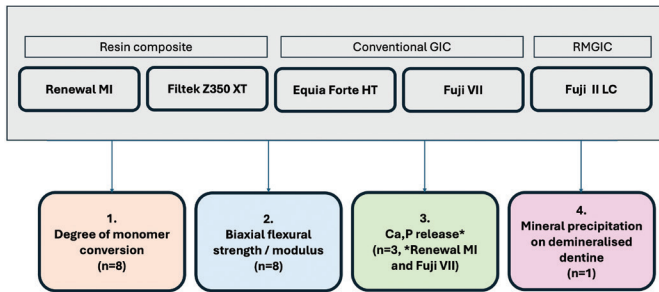 Resin composite
Conventional GIC
RMGIC
Renewal MI
Filtek Z350 XT
Equia Forte HT
Fuji VII
Fuji II LC
1.
Degree of monomer
conversion
(n=8)
2.
Biaxial flexural
strength / modulus
(n=8)
3.
Ca,P release*
(n=3, *Renewal MI
and Fuji VII)
4.
Mineral precipitation
on demineralised
dentine
(n=1)